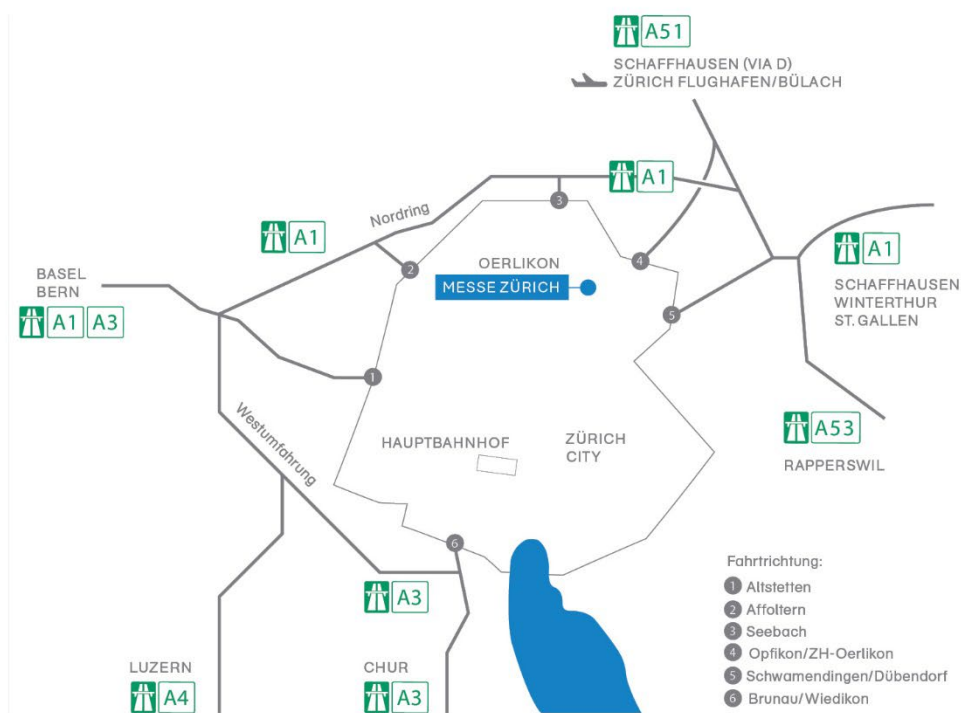 A51
SCHAFFHAUSEN (VIA D)
ZÜRICH FLUGHAFEN/BÜLACH
A1
3
Nordring
A1
2
OERLIKON
MESSE ZÜRICH
4
5
A1
SCHAFFHAUSEN
WINTERTHUR
ST. GALLEN
BASEL
BERN
A1 A3
1
Westumfahrung
HAUPTBAHNHOF
ZÜRICH
CITY
A53
RAPPERSWIL
6
A3
LUZERN
A4
CHUR
A3
Fahrtrichtung:
1 Altstetten
2 Affoltern
3 Seebach
4 Opfikon/ZH-Oerlikon
5 Schwamendingen/Dübendorf
6 Brunau/Wiedikon